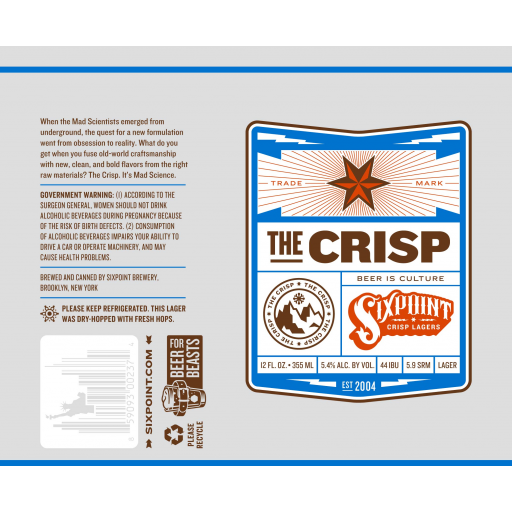 When the Mad Scientists emerged from
underground, the quest for a new formulation
went from obsession to reality. What do you
get when you fuse old-world craftsmanship
with new, clean, and bold flavors from the right
raw materials? The Crisp. It's Mad Science.
GOVERNMENT WARNING: (1) ACCORDING TO THE
SURGEON GENERAL, WOMEN SHOULD NOT DRINK
ALCOHOLIC BEVERAGES DURING PREGNANCY BECAUSE
OF THE RISK OF BIRTH DEFECTS. (2) CONSUMPTION
OF ALCOHOLIC BEVERAGES IMPAIRS YOUR ABILITY TO
DRIVE A CAR OR OPERATE MACHINERY, AND MAY
CAUSE HEALTH PROBLEMS.
BREWED AND CANNED BY SIXPOINT BREWERY,
BROOKLYN, NEW YORK
PLEASE KEEP REFRIGERATED. THIS LAGER
WAS DRY-HOPPED WITH FRESH HOPS.
SIXPOINT.COM
BEER FOR
BEASTS
PLEASE
RECYCLE
TRADE MARK
THE CRISP
BEER IS CULTURE
THE CRISP ★ THE CRISP ★ THE CRISP ★ THE CRISP ★
SIXPOINT
CRISP LAGERS
12 FL. OZ. • 355 ML 5.4% ALC. BY VOL. 44 IBU 5.9 SRM LAGER
EST 2004